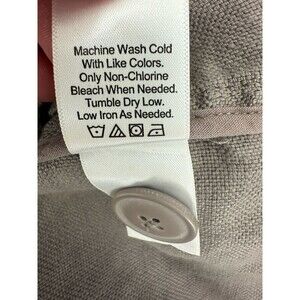 Machine Wash Cold
With Like Colors.
Only Non-Chlorine
Bleach When Needed.
Tumble Dry Low.
Low Iron As Needed.